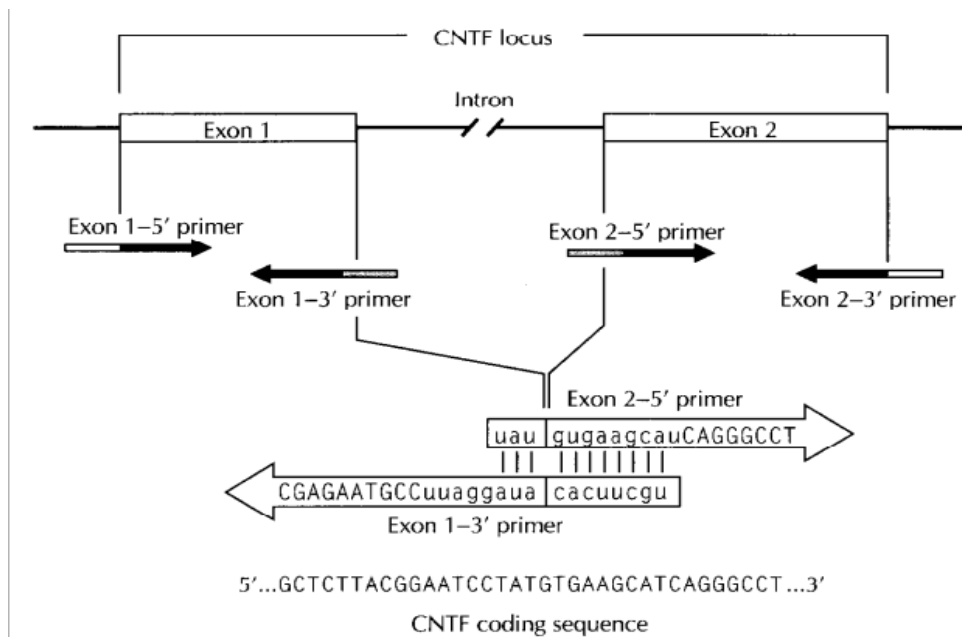 CNTF locus
Intron
Exon 1
Exon 2
Exon 1–5′ primer
Exon 2–5′ primer
Exon 1–3′ primer
Exon 2–3′ primer
Exon 2–5′ primer
uau gugaagcauCAGGGCCT
CGAGAATGCCuuaggaua cacuucgu
Exon 1–3′ primer
5′...GCTCTTACGGAATCCTATGTGAAGCATCAGGGCCT...3′
CNTF coding sequence